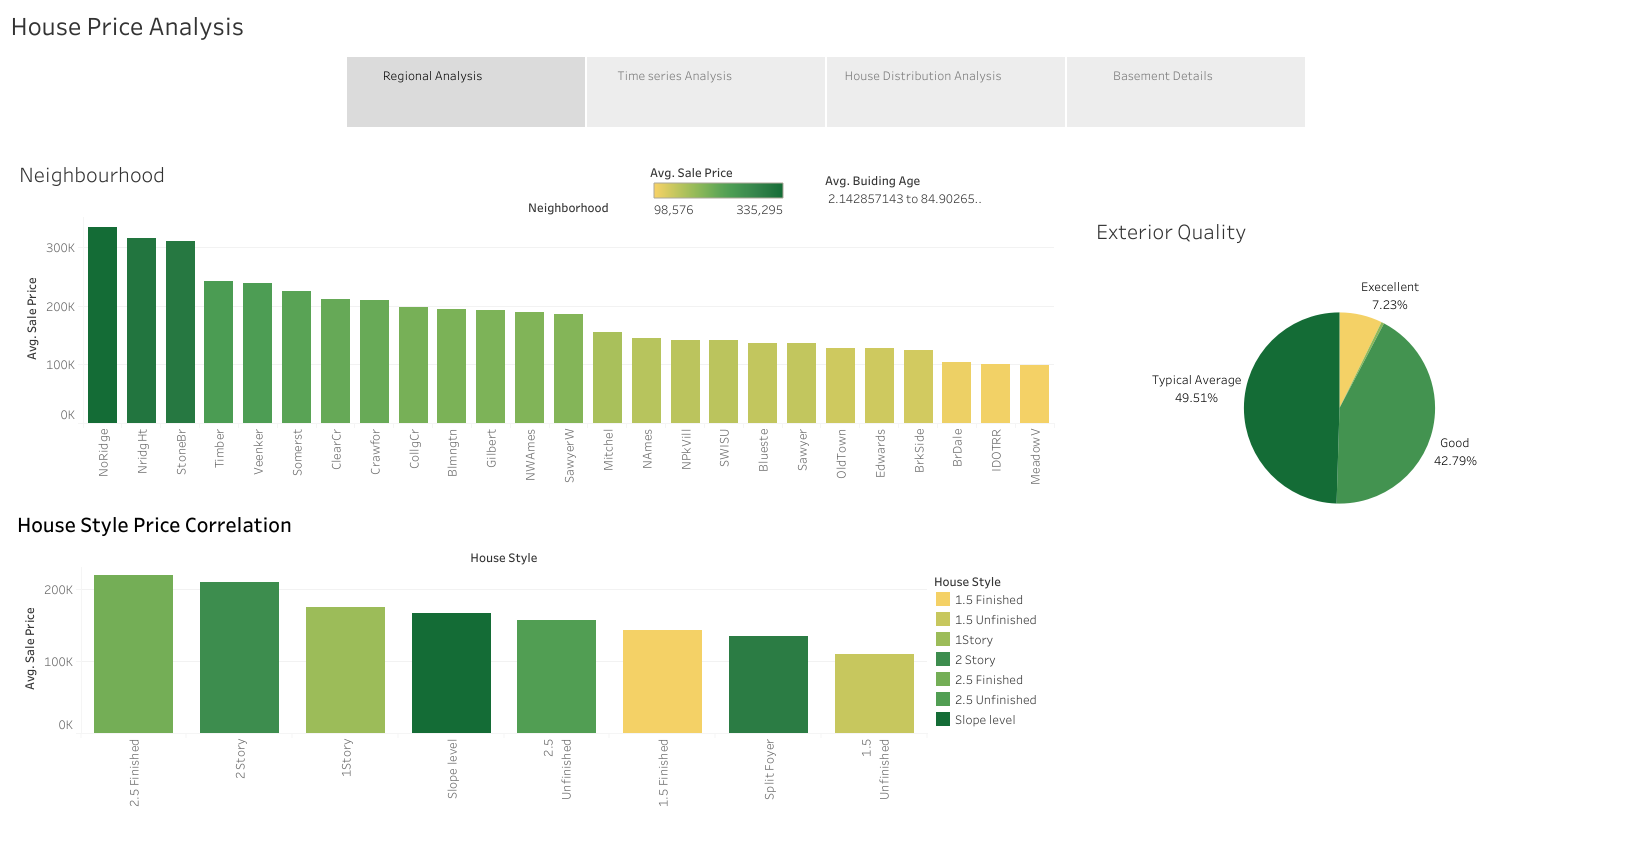 House Price Analysis
Regional Analysis
Time series Analysis
House Distribution Analysis
Basement Details
Neighbourhood
Neighborhood
Avg. Sale Price
98,576
335,295
Avg. Buiding Age
2.142857143 to 84.90265..
Avg. Sale Price
300K
200K
100K
0K
NoRidge
NridgHt
StoneBr
Timber
Veenker
Somerst
ClearCr
Crawfor
CollgCr
Blmngtn
Gilbert
NWAmes
SawyerW
Mitchel
NAmes
NPkVill
SWISU
Blueste
Sawyer
OldTown
Edwards
BrkSide
BrDale
IDOTRR
MeadowV
Exterior Quality
Execellent
7.23%
Typical Average
49.51%
Good
42.79%
House Style Price Correlation
House Style
Avg. Sale Price
200K
100K
0K
2.5 Finished
2 Story
1Story
Slope level
2.5
Unfinished
1.5 Finished
Split Foyer
1.5
Unfinished
House Style
1.5 Finished
1.5 Unfinished
1Story
2 Story
2.5 Finished
2.5 Unfinished
Slope level